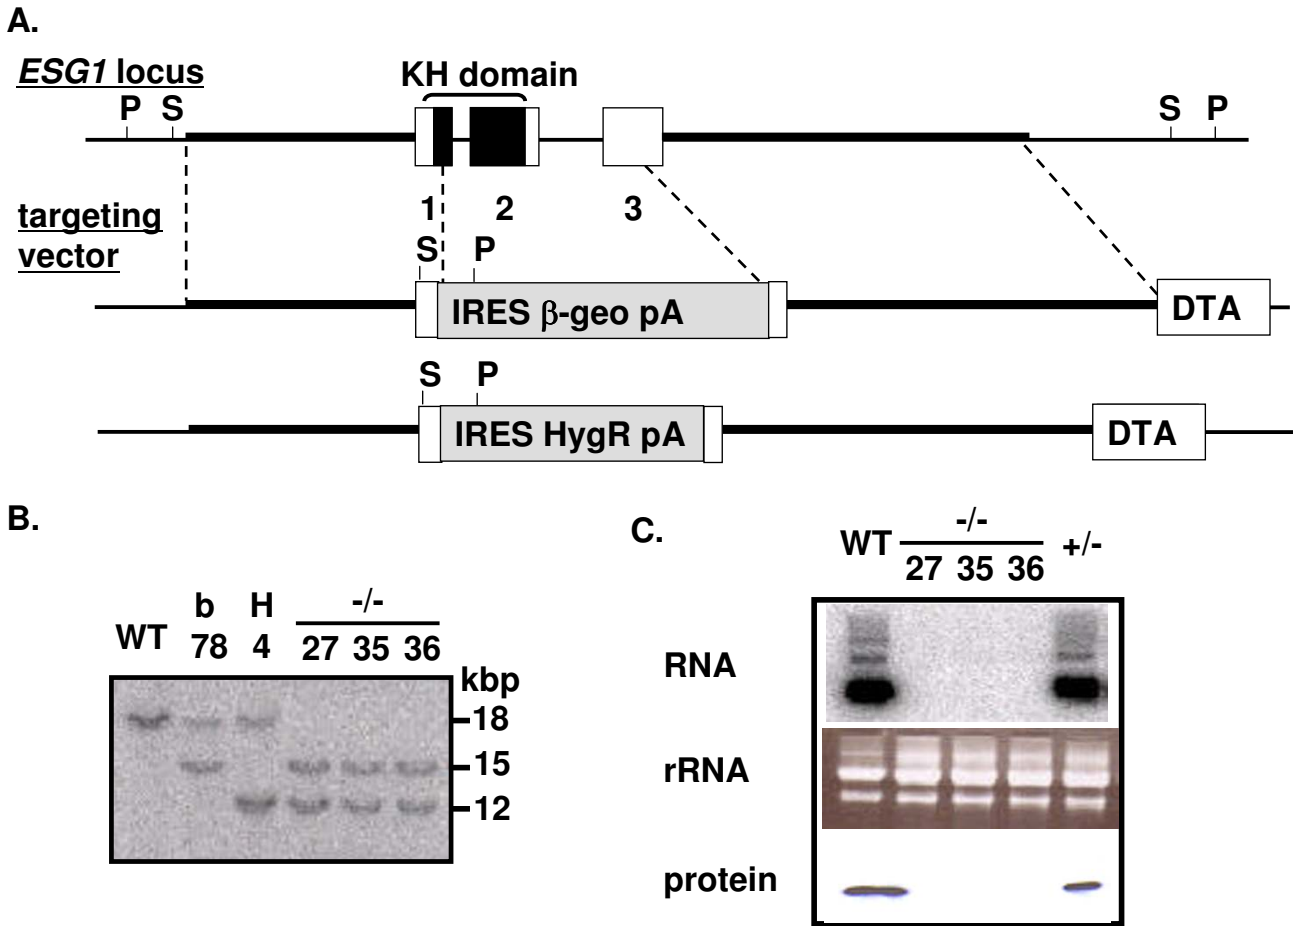 A.
ESG1 locus
KH domain
P S
S P
1 2 3
targeting
vector
S P
IRES β-geo pA
DTA
S P
IRES HygR pA
DTA
B.
b H -/-
WT 78 4 27 35 36
kbp
18
15
12
C.
-/-
WT +/-
27 35 36
RNA
rRNA
protein